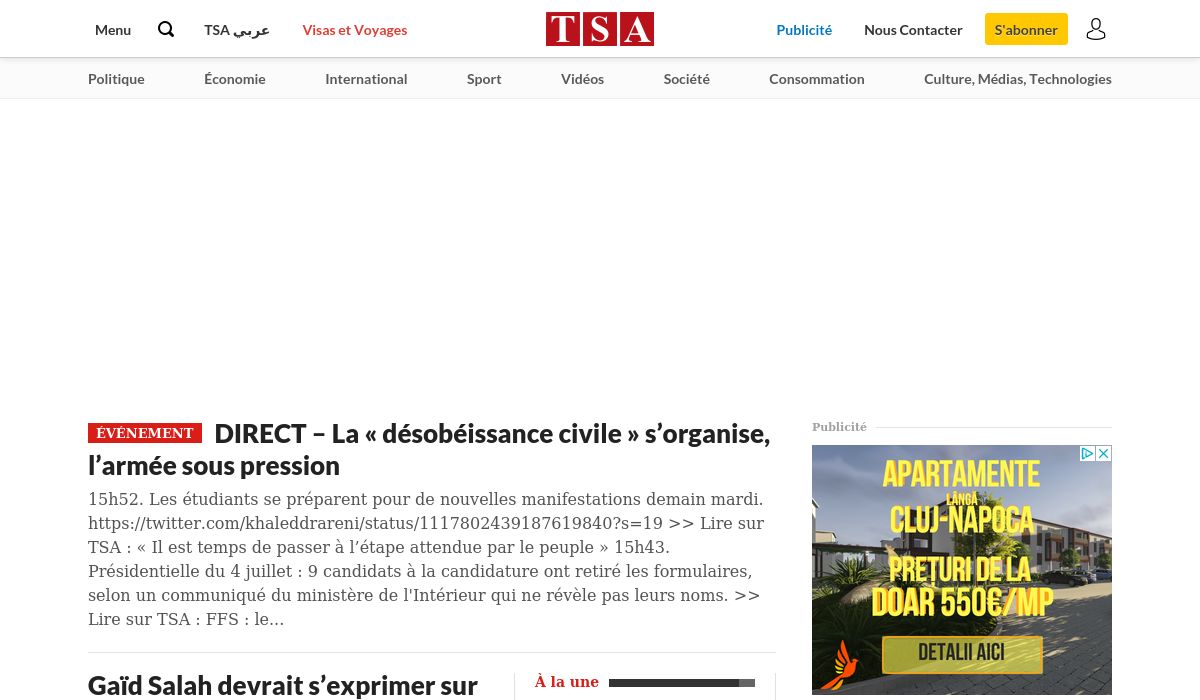 Menu
TSA عربي
Visas et Voyages
TSA
Publicité
Nous Contacter
S'abonner
Politique
Économie
International
Sport
Vidéos
Société
Consommation
Culture, Médias, Technologies
ÉVÉNEMENT DIRECT – La « désobéissance civile » s’organise,
l’armée sous pression
15h52. Les étudiants se préparent pour de nouvelles manifestations demain mardi.
https://twitter.com/khaleddrareni/status/1117802439187619840?s=19 >> Lire sur
TSA : « Il est temps de passer à l’étape attendue par le peuple » 15h43.
Présidentielle du 4 juillet : 9 candidats à la candidature ont retiré les formulaires,
selon un communiqué du ministère de l'Intérieur qui ne révèle pas leurs noms. >>
Lire sur TSA : FFS : le...
Gaïd Salah devrait s’exprimer sur
À la une
Publicité
APARTAMENTE
LÂNGĂ
CLUJ-NAPOCA
PRETURI DE LA
DOAR 550€/MP
DETALII AICI